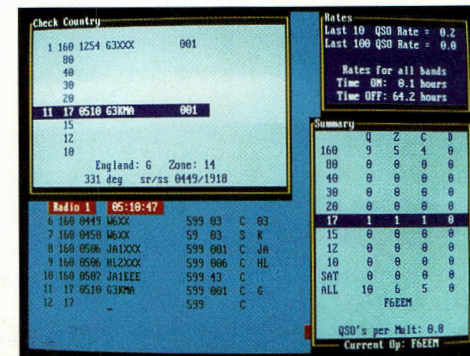 Check Country
1 160 1254 G3XXX 001
80
40
30
20
11 17 0510 G3KMA 001
15
12
10
England: G Zone: 14
331 deg sr/ss 0449/1918
Radio 1 05:10:47
6 160 0449 W6XX 599 03 C 03
7 160 0450 W6XX 59 03 S K
8 160 0506 JA1XXX 599 001 C JA
9 160 0506 HL2XXX 599 006 C HL
10 160 0507 JA1EEE 599 43 C
11 17 0510 G3KMA 599 001 C G
12 17 _ 599 C
Rates
Last 10 QSO Rate = 0.2
Last 100 QSO Rate = 0.0
Rates for all bands
Time ON: 0.1 hours
Time OFF: 64.2 hours
Summary
Q Z C D
160 9 5 4 0
80 0 0 0 0
40 0 0 0 0
30 0 0 0 0
20 0 0 0 0
17 1 1 1 0
15 0 0 0 0
12 0 0 0 0
10 0 0 0 0
SAT 0 0 0 0
ALL 10 6 5 0
F6EEM
QSO's per Mult: 0.8
Current Op: F6EEM